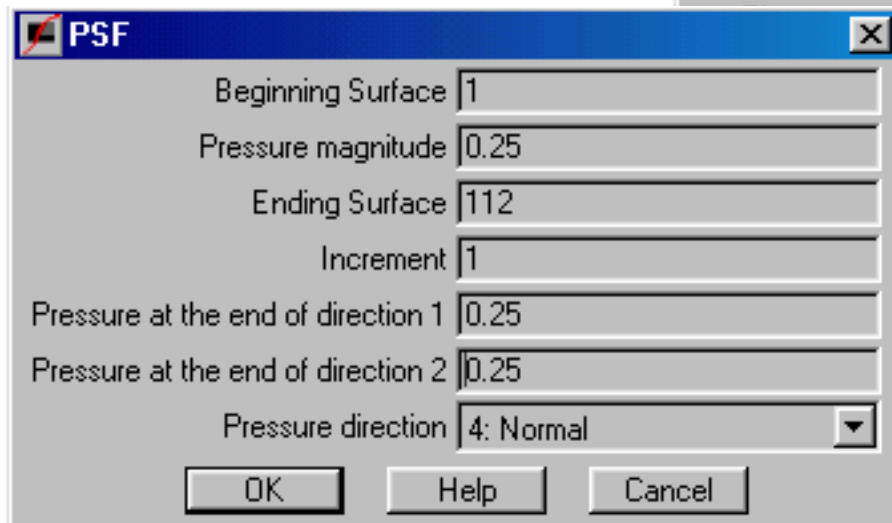 PSF
Beginning Surface 1
Pressure magnitude 0.25
Ending Surface 112
Increment 1
Pressure at the end of direction 1 0.25
Pressure at the end of direction 2 0.25
Pressure direction 4: Normal
OK Help Cancel